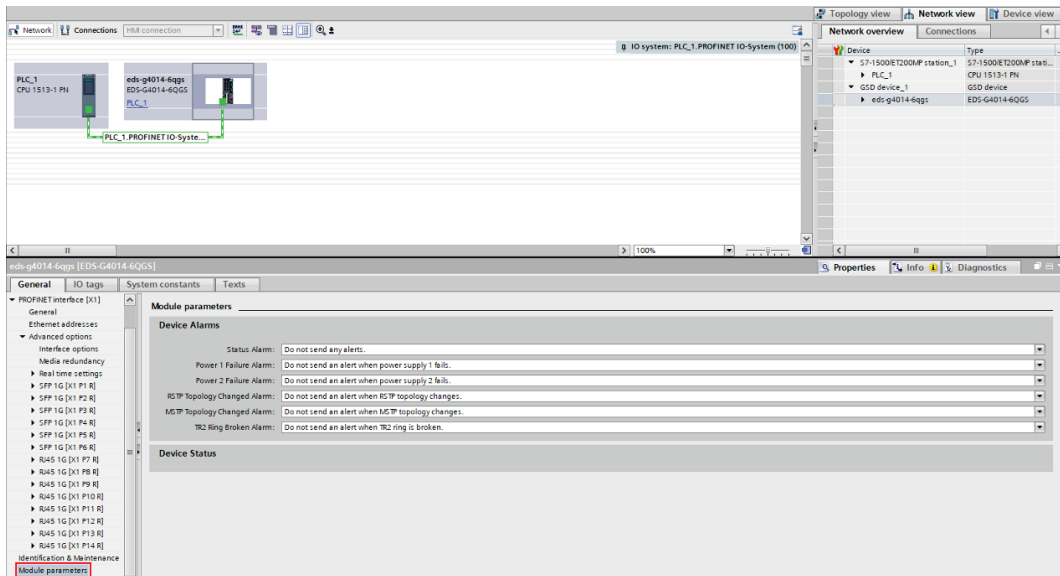 Topology view Network view Device view
Network Connections HMI connection
Network overview Connections
IO system: PLC_1.PROFINET IO-System (100)
Device Type
S7-1500/ET200MP station_1 S7-1500/ET200MP stati...
PLC_1 CPU 1513-1 PN
GSD device_1 GSD device
eds-g4014-6qgs EDS-G4014-6QGS
PLC_1
CPU 1513-1 PN
eds-g4014-6qgs
EDS-G4014-6QGS
PLC_1
PLC_1.PROFINET IO-Syste...
100%
eds-g4014-6qgs [EDS-G4014-6QGS]
Properties Info Diagnostics
General IO tags System constants Texts
PROFINET interface [X1]
General
Ethernet addresses
Advanced options
Interface options
Media redundancy
Real time settings
SFP 1G [X1 P1 R]
SFP 1G [X1 P2 R]
SFP 1G [X1 P3 R]
SFP 1G [X1 P4 R]
SFP 1G [X1 P5 R]
SFP 1G [X1 P6 R]
RJ45 1G [X1 P7 R]
RJ45 1G [X1 P8 R]
RJ45 1G [X1 P9 R]
RJ45 1G [X1 P10 R]
RJ45 1G [X1 P11 R]
RJ45 1G [X1 P12 R]
RJ45 1G [X1 P13 R]
RJ45 1G [X1 P14 R]
Identification & Maintenance
Module parameters
Module parameters
Device Alarms
Status Alarm: Do not send any alerts.
Power 1 Failure Alarm: Do not send an alert when power supply 1 fails.
Power 2 Failure Alarm: Do not send an alert when power supply 2 fails.
RSTP Topology Changed Alarm: Do not send an alert when RSTP topology changes.
MSTP Topology Changed Alarm: Do not send an alert when MSTP topology changes.
TR2 Ring Broken Alarm: Do not send an alert when TR2 ring is broken.
Device Status